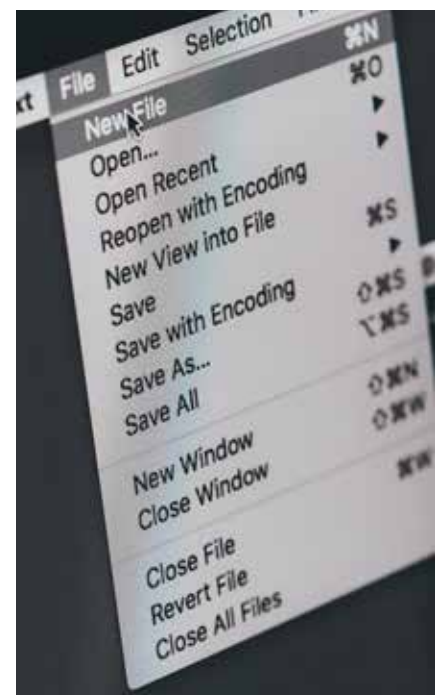 xt File Edit Selection
New File ⌘N
Open... ⌘O
Open Recent ▶
Reopen with Encoding ▶
New View into File
Save ⌘S
Save with Encoding ▶
Save As... ⇧⌘S
Save All ⌥⌘S
New Window ⇧⌘N
Close Window ⇧⌘W
Close File ⌘W
Revert File
Close All Files